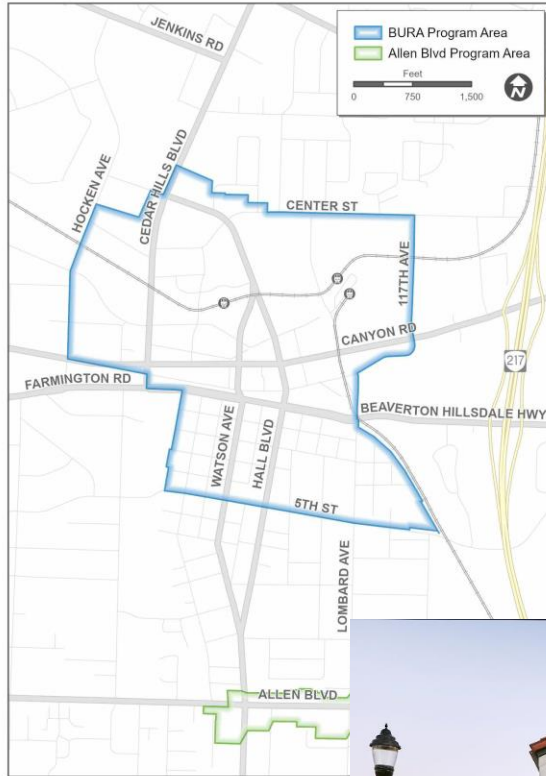 JENKINS RD
BURA Program Area
Allen Blvd Program Area
Feet
0 750 1,500
N
HOCKEN AVE
CEDAR HILLS BLVD
CENTER ST
117TH AVE
CANYON RD
217
FARMINGTON RD
BEAVERTON HILLSDALE HWY
WATSON AVE
HALL BLVD
5TH ST
LOMBARD AVE
ALLEN BLVD